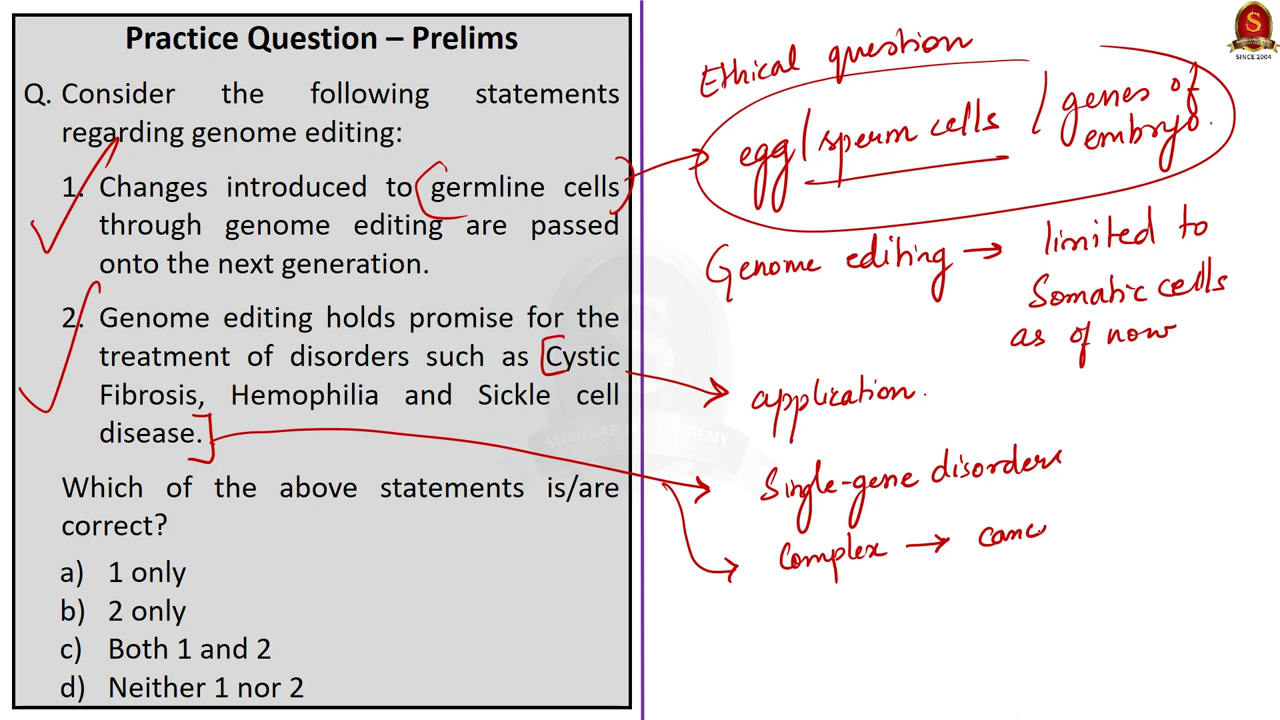 Practice Question – Prelims
Q. Consider the following statements
regarding genome editing:
1. Changes introduced to germline cells
through genome editing are passed
onto the next generation.
2. Genome editing holds promise for the
treatment of disorders such as Cystic
Fibrosis, Hemophilia and Sickle cell
disease.
Which of the above statements is/are
correct?
a) 1 only
b) 2 only
c) Both 1 and 2
d) Neither 1 nor 2
Ethical question
egg/sperm cells / genes of
embryo.
Genome editing → limited to
Somatic cells
as of now
application.
Single-gene disorders
Complex → canc
S
SINCE 2004